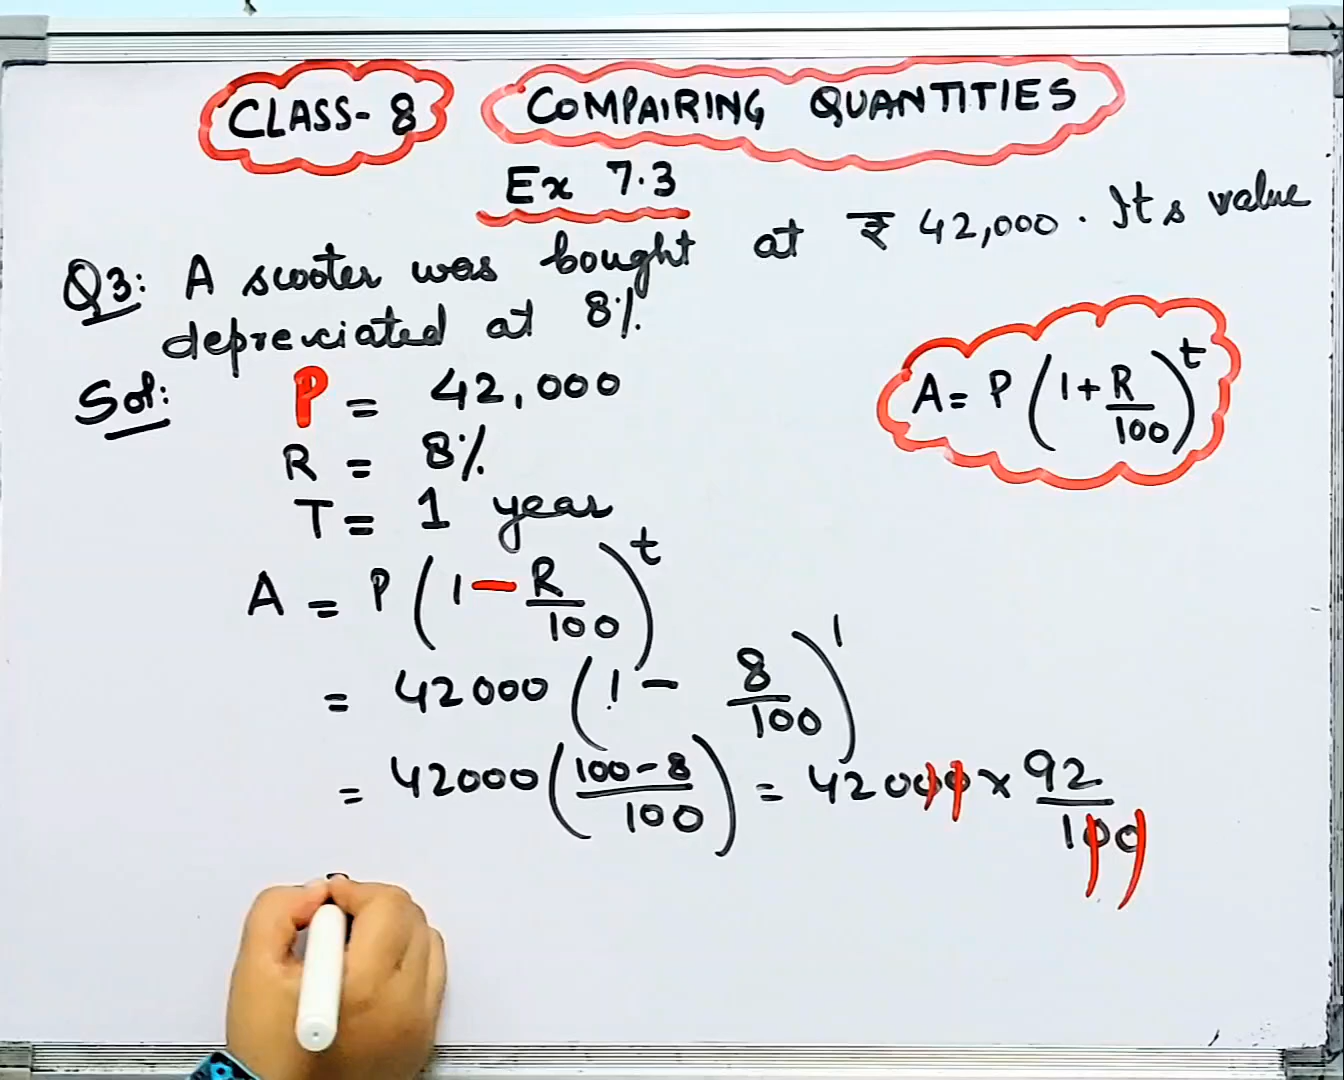 CLASS-8 COMPAIRING QUANTITIES
Ex 7.3
Q3: A scooter was bought at ₹ 42,000. Its value
depreciated at 8%.
Sol: P = 42,000
R = 8%
T = 1 year
A = P(1+R/100)^t
A = P(1-R/100)^t
= 42000(1-8/100)^1
= 42000(100-8/100) = 42000 × 92/100